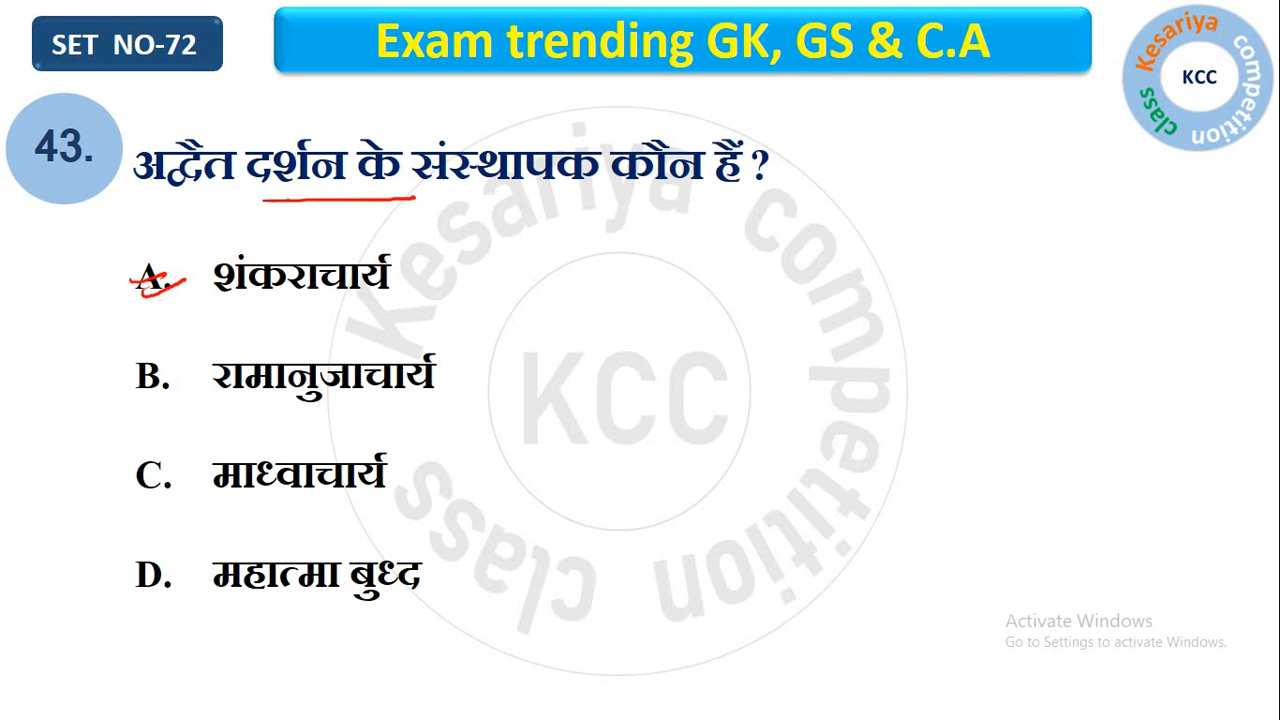 SET NO-72
Exam trending GK, GS & C.A
Kesariya competition class
KCC
43.
अद्वैत दर्शन के संस्थापक कौन हैं ?
A. शंकराचार्य
B. रामानुजाचार्य
C. माध्वाचार्य
D. महात्मा बुध्द
Kesariya competition class
KCC
Activate Windows
Go to Settings to activate Windows.